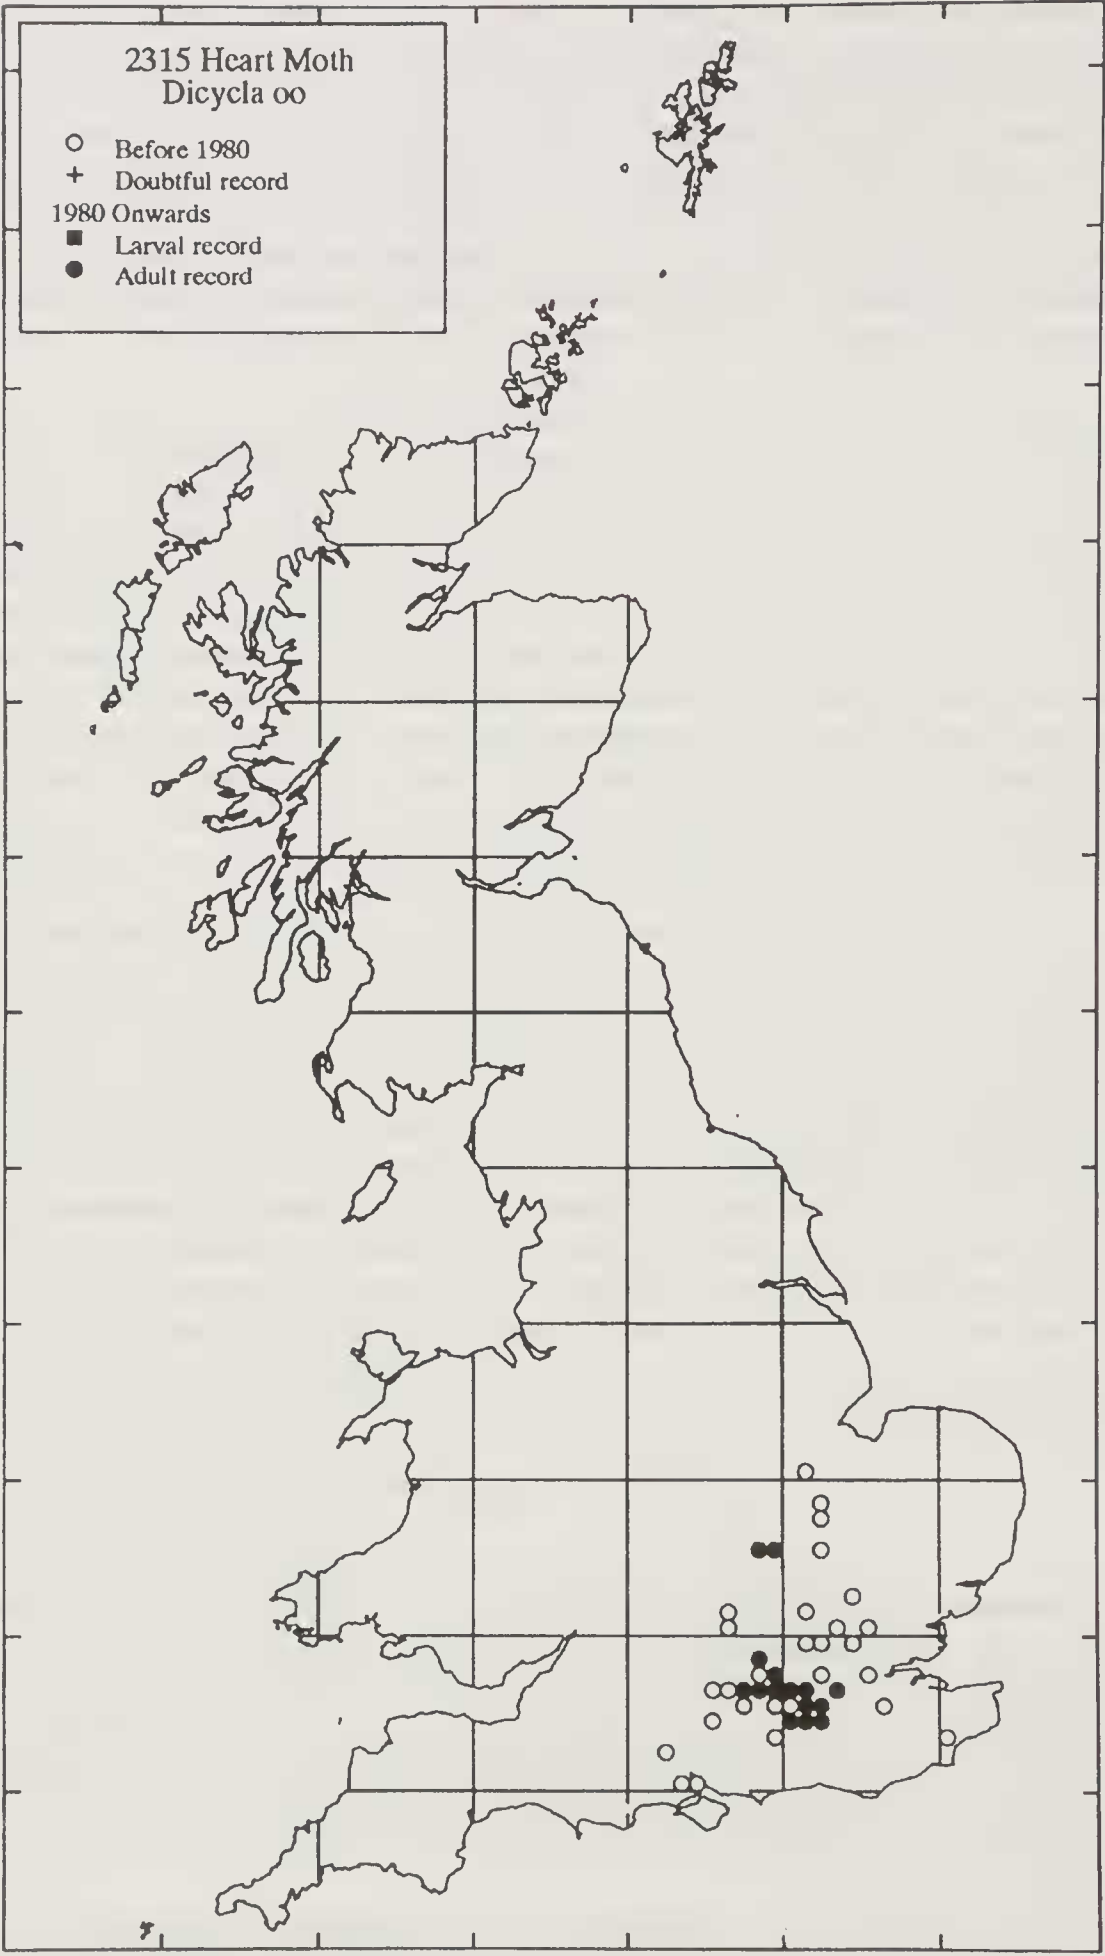 2315 Heart Moth
Dicycla oo
Before 1980
Doubtful record
1980 Onwards
Larval record
Adult record